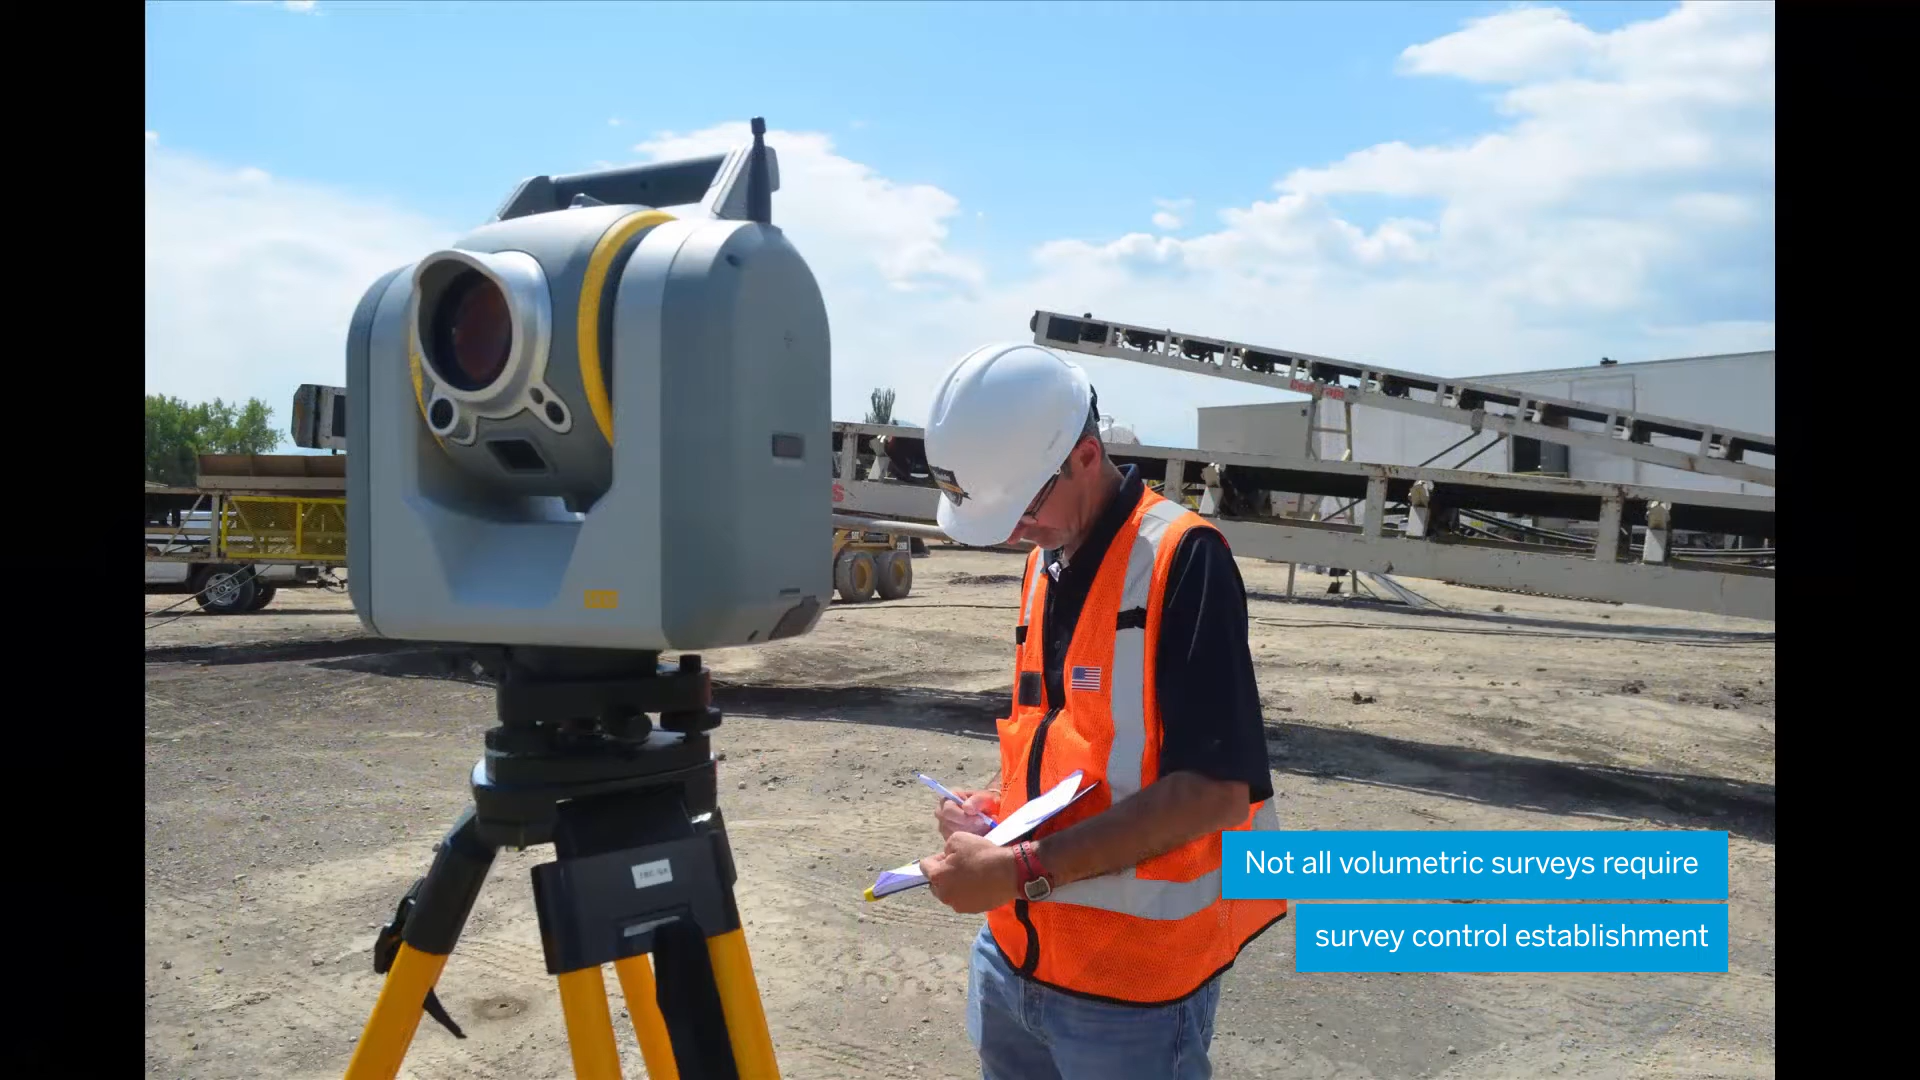 Not all volumetric surveys require
survey control establishment